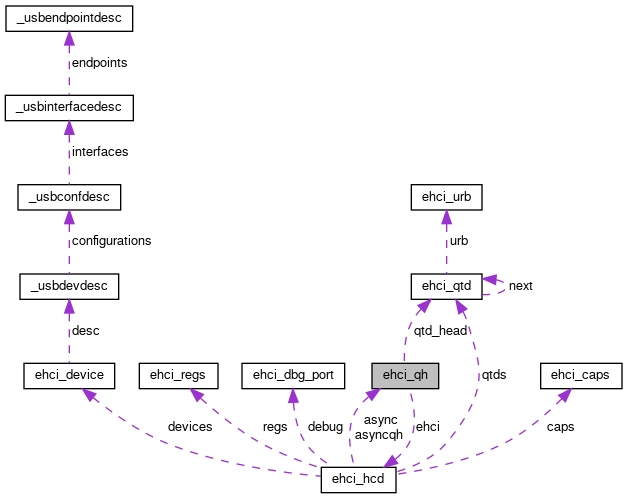 _usbendpointdesc
endpoints
_usbinterfacedesc
interfaces
_usbconfdesc
ehci_urb
configurations
urb
_usbdevdesc
ehci_qtd
next
desc
qtd_head
ehci_device
ehci_regs
ehci_dbg_port
ehci_qh
qtds
ehci_caps
devices
regs
debug
async
asyncqh
ehci
caps
ehci_hcd